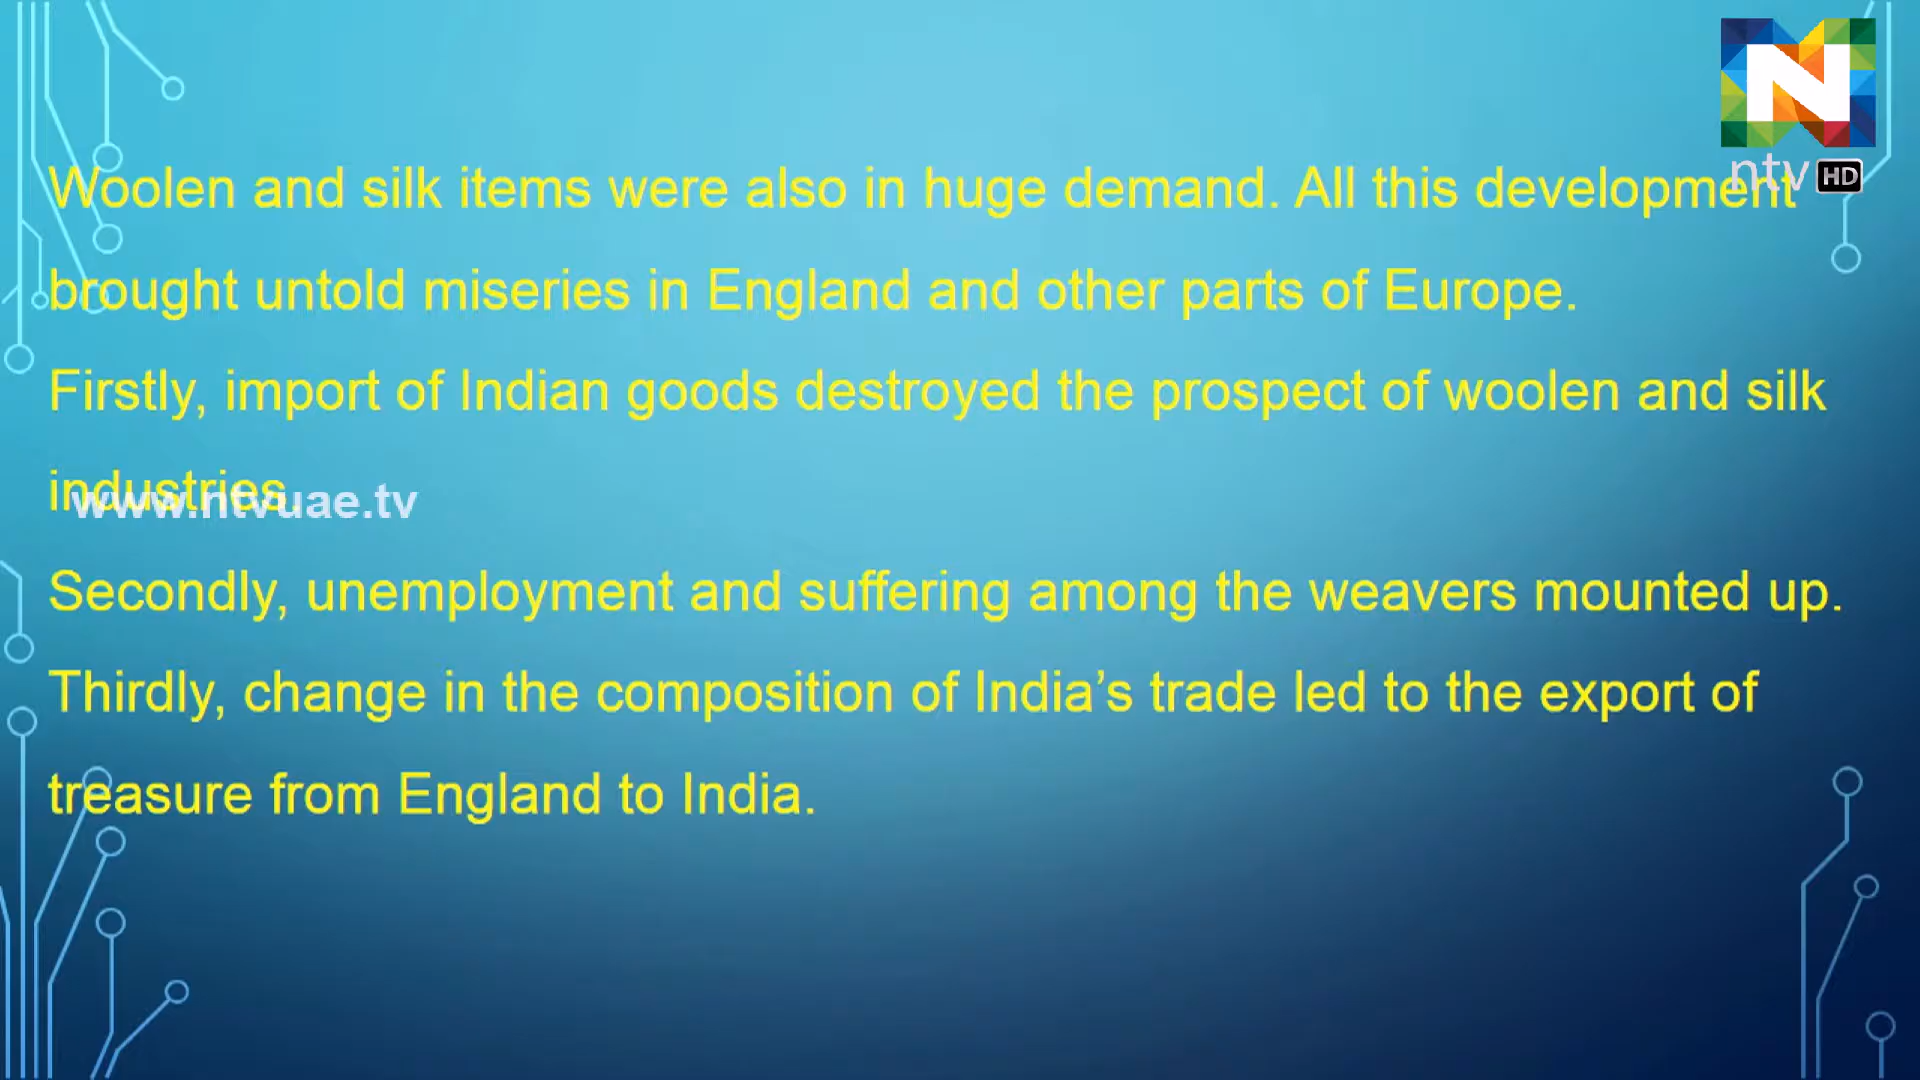 ntv HD
Woolen and silk items were also in huge demand. All this development
brought untold miseries in England and other parts of Europe.
Firstly, import of Indian goods destroyed the prospect of woolen and silk
industries.
www.ntvuae.tv
Secondly, unemployment and suffering among the weavers mounted up.
Thirdly, change in the composition of India’s trade led to the export of
treasure from England to India.